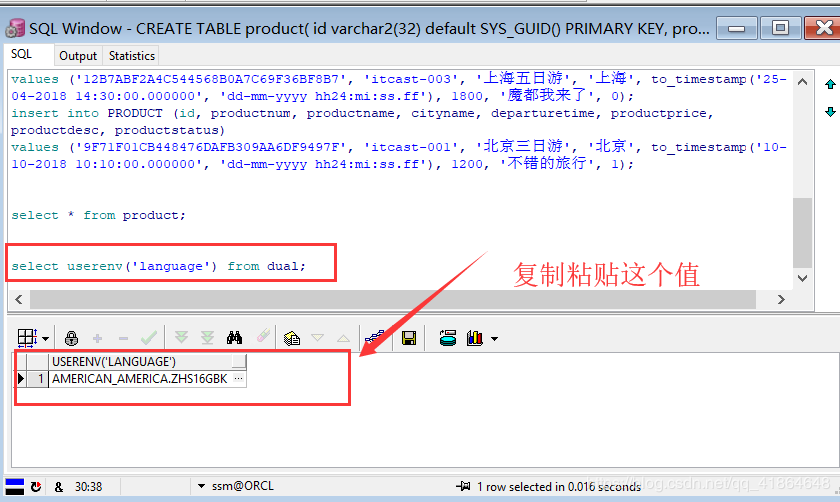 SQL Window - CREATE TABLE product( id varchar2(32) default SYS_GUID() PRIMARY KEY, pro...
SQL Output Statistics
values ('12B7ABF2A4C544568B0A7C69F36BF8B7', 'itcast-003', '上海五日游', '上海', to_timestamp('25-
04-2018 14:30:00.000000', 'dd-mm-yyyy hh24:mi:ss.ff'), 1800, '魔都我来了', 0);
insert into PRODUCT (id, productnum, productname, cityname, departuretime, productprice,
productdesc, productstatus)
values ('9F71F01CB448476DAFB309AA6DF9497F', 'itcast-001', '北京三日游', '北京', to_timestamp('10-
10-2018 10:10:00.000000', 'dd-mm-yyyy hh24:mi:ss.ff'), 1200, '不错的旅行', 1);
select * from product;
select userenv('language') from dual;
复制粘贴这个值
USERENV('LANGUAGE')
1 AMERICAN_AMERICA.ZHS16GBK ...
& 30:38 ssm@ORCL 1 row selected in 0.016 seconds
blog.csdn.net/qq_41864648